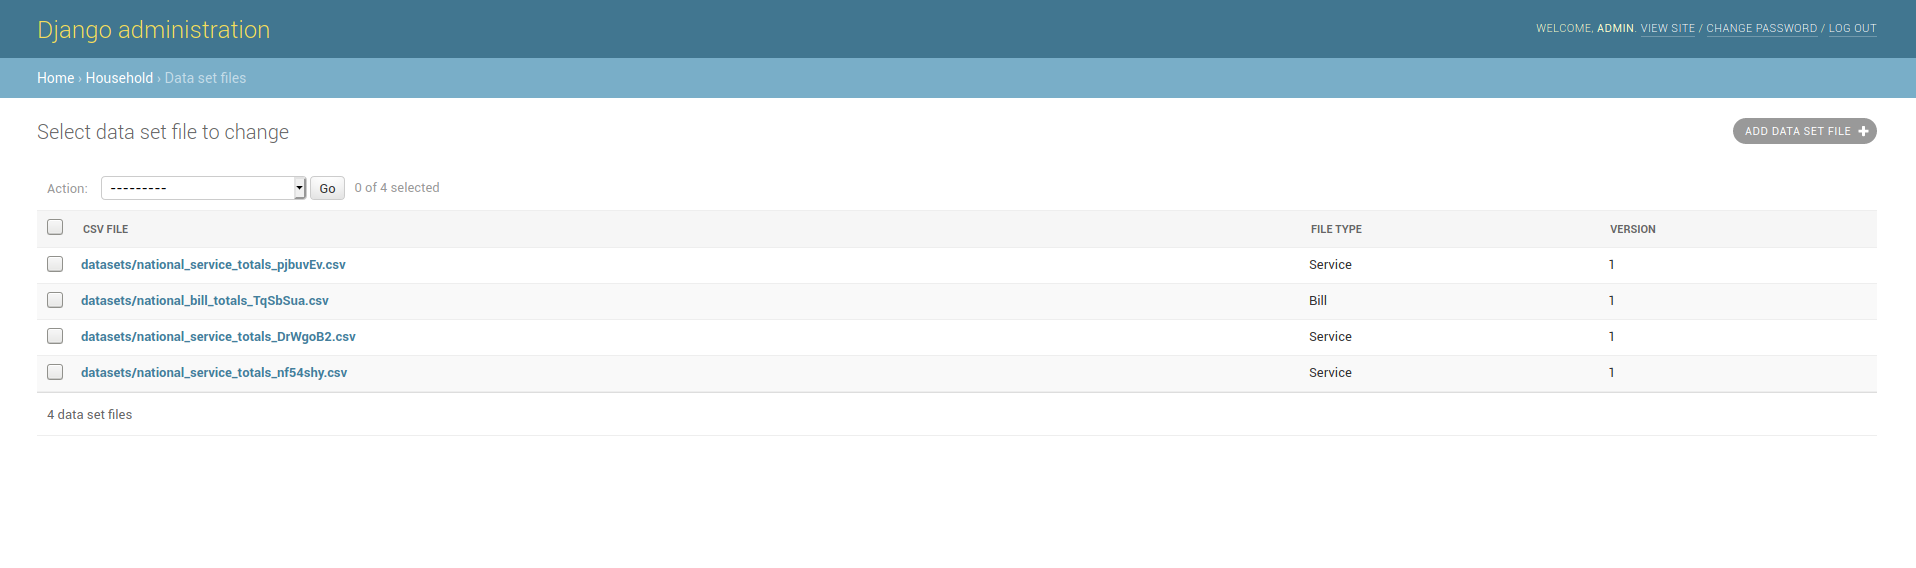 Django administration
WELCOME, ADMIN. VIEW SITE / CHANGE PASSWORD / LOG OUT
Home › Household › Data set files
Select data set file to change
ADD DATA SET FILE +
Action: --------- Go 0 of 4 selected
CSV FILE FILE TYPE VERSION
datasets/national_service_totals_pjbuvEv.csv Service 1
datasets/national_bill_totals_TqSbSua.csv Bill 1
datasets/national_service_totals_DrWgoB2.csv Service 1
datasets/national_service_totals_nf54shy.csv Service 1
4 data set files